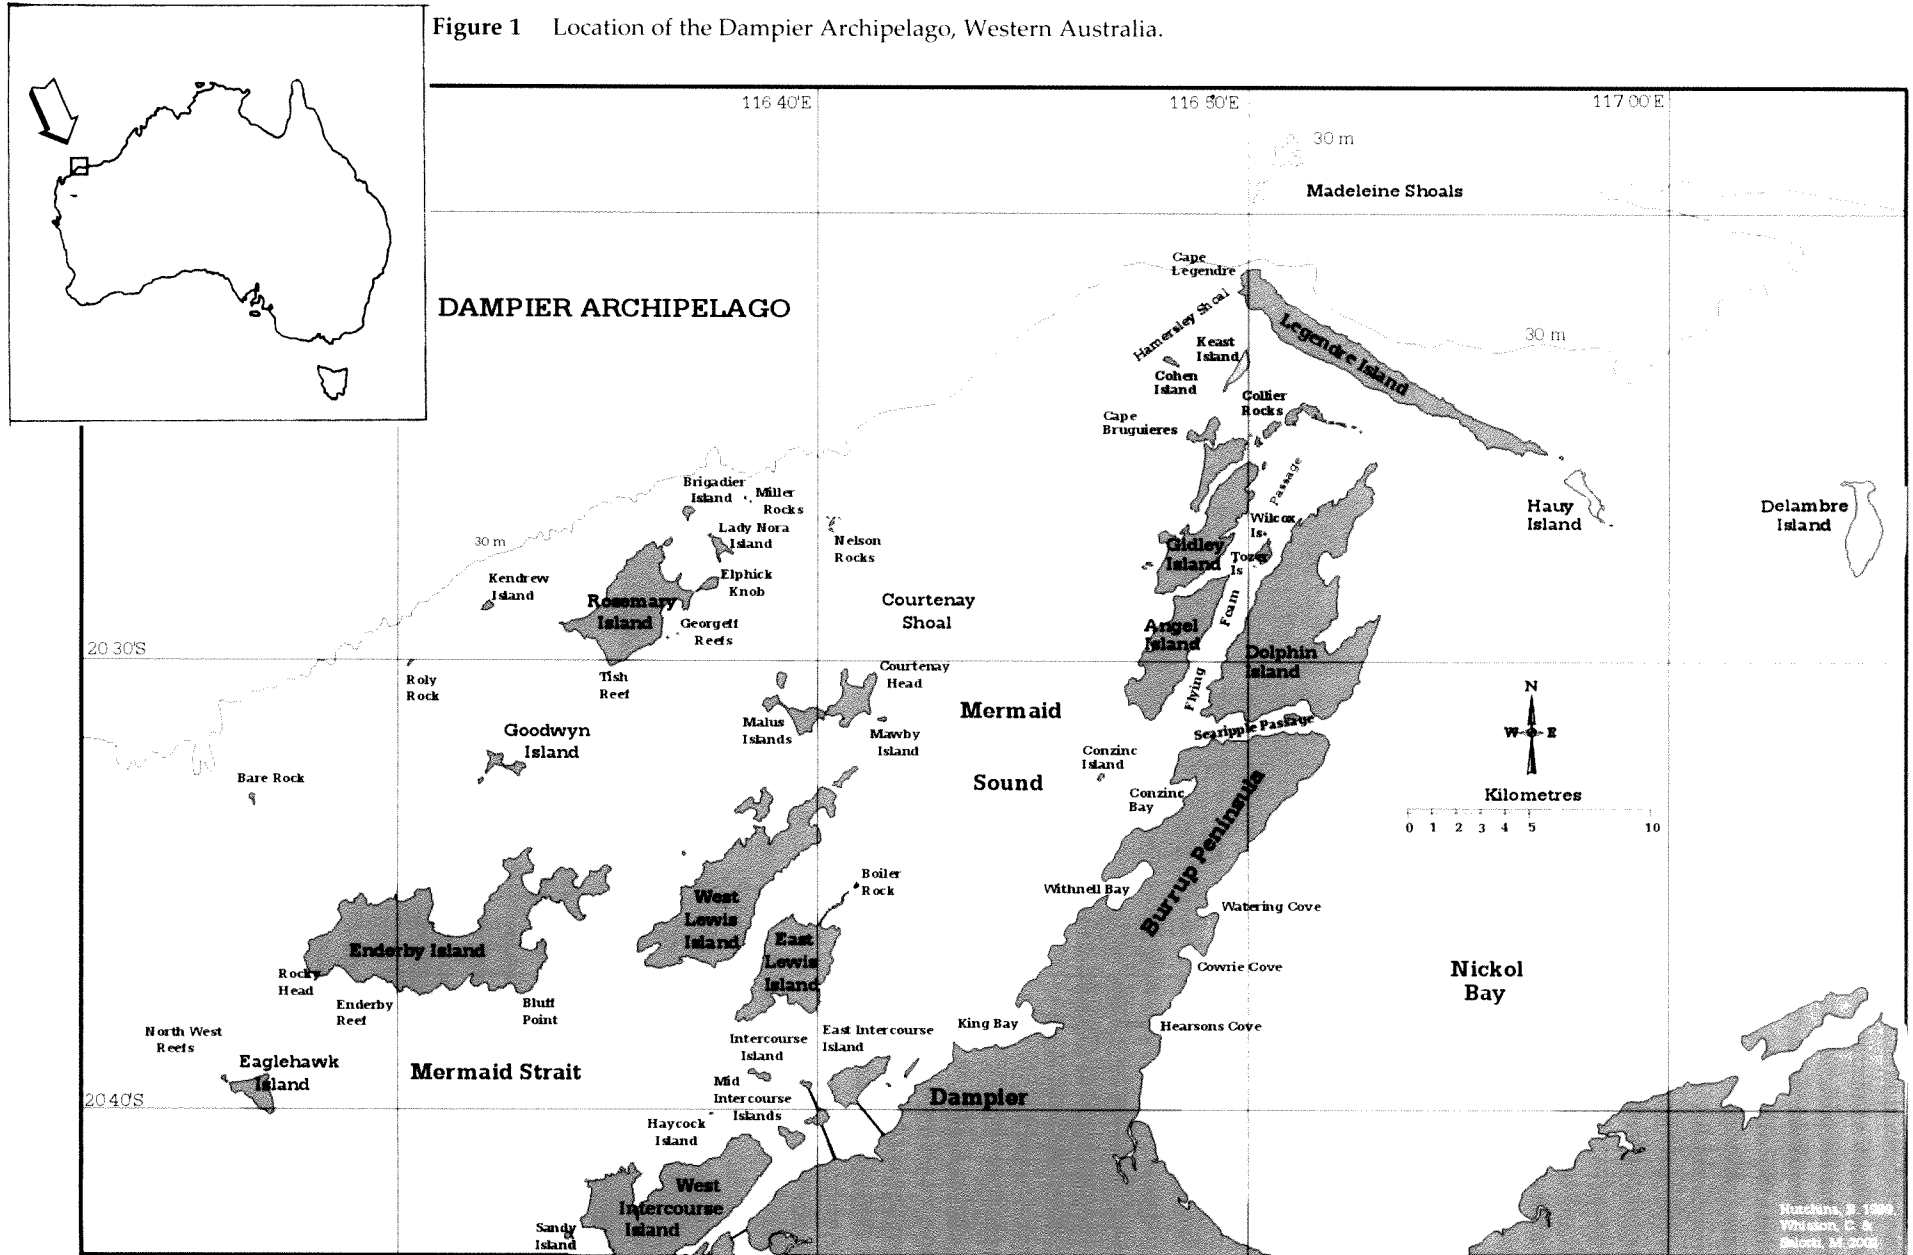 Figure 1 Location of the Dampier Archipelago, Western Australia.
116 40'E
116 50'E
117 00'E
30 m
Madeleine Shoals
Cape
Legendre
DAMPIER ARCHIPELAGO
Hamersley Shoal
Legendre Island
30 m
Keast
Island
Cohen
Island
Collier
Rocks
Cape
Bruguieres
Passage
Brigadier
Island
Miller
Rocks
Lady Nora
Island
Nelson
Rocks
Hauy
Island
Delambre
Island
Wilcox
Is
30 m
Gidley
Island
Tozer
Is
Kendrew
Island
Elphick
Knob
Rosemary
Island
Courtenay
Shoal
Foam
Georgeff
Reefs
Angel
Island
Dolphin
Island
20 30'S
Roly
Rock
Tish
Reef
Courtenay
Head
Flying
N
Mermaid
Malus
Islands
Mawby
Island
Searipple Passage
W E
Goodwyn
Island
Conzinc
Island
Sound
Bare Rock
Conzinc
Bay
Kilometres
0 1 2 3 4 5 10
Burrup Peninsula
Boiler
Rock
Withnell Bay
West
Lewis
Island
Watering Cove
Enderby Island
East
Lewis
Island
Cowrie Cove
Nickol
Bay
Rocky
Head
Enderby
Reef
Bluff
Point
North West
Reefs
King Bay
Hearsons Cove
Intercourse
Island
East Intercourse
Island
Eaglehawk
Island
Mermaid Strait
Mid
Intercourse
Islands
Dampier
20 40'S
Haycock
Island
West
Intercourse
Island
Sandy
Island
Hutchins, B. 1999,
Whisson, C. &